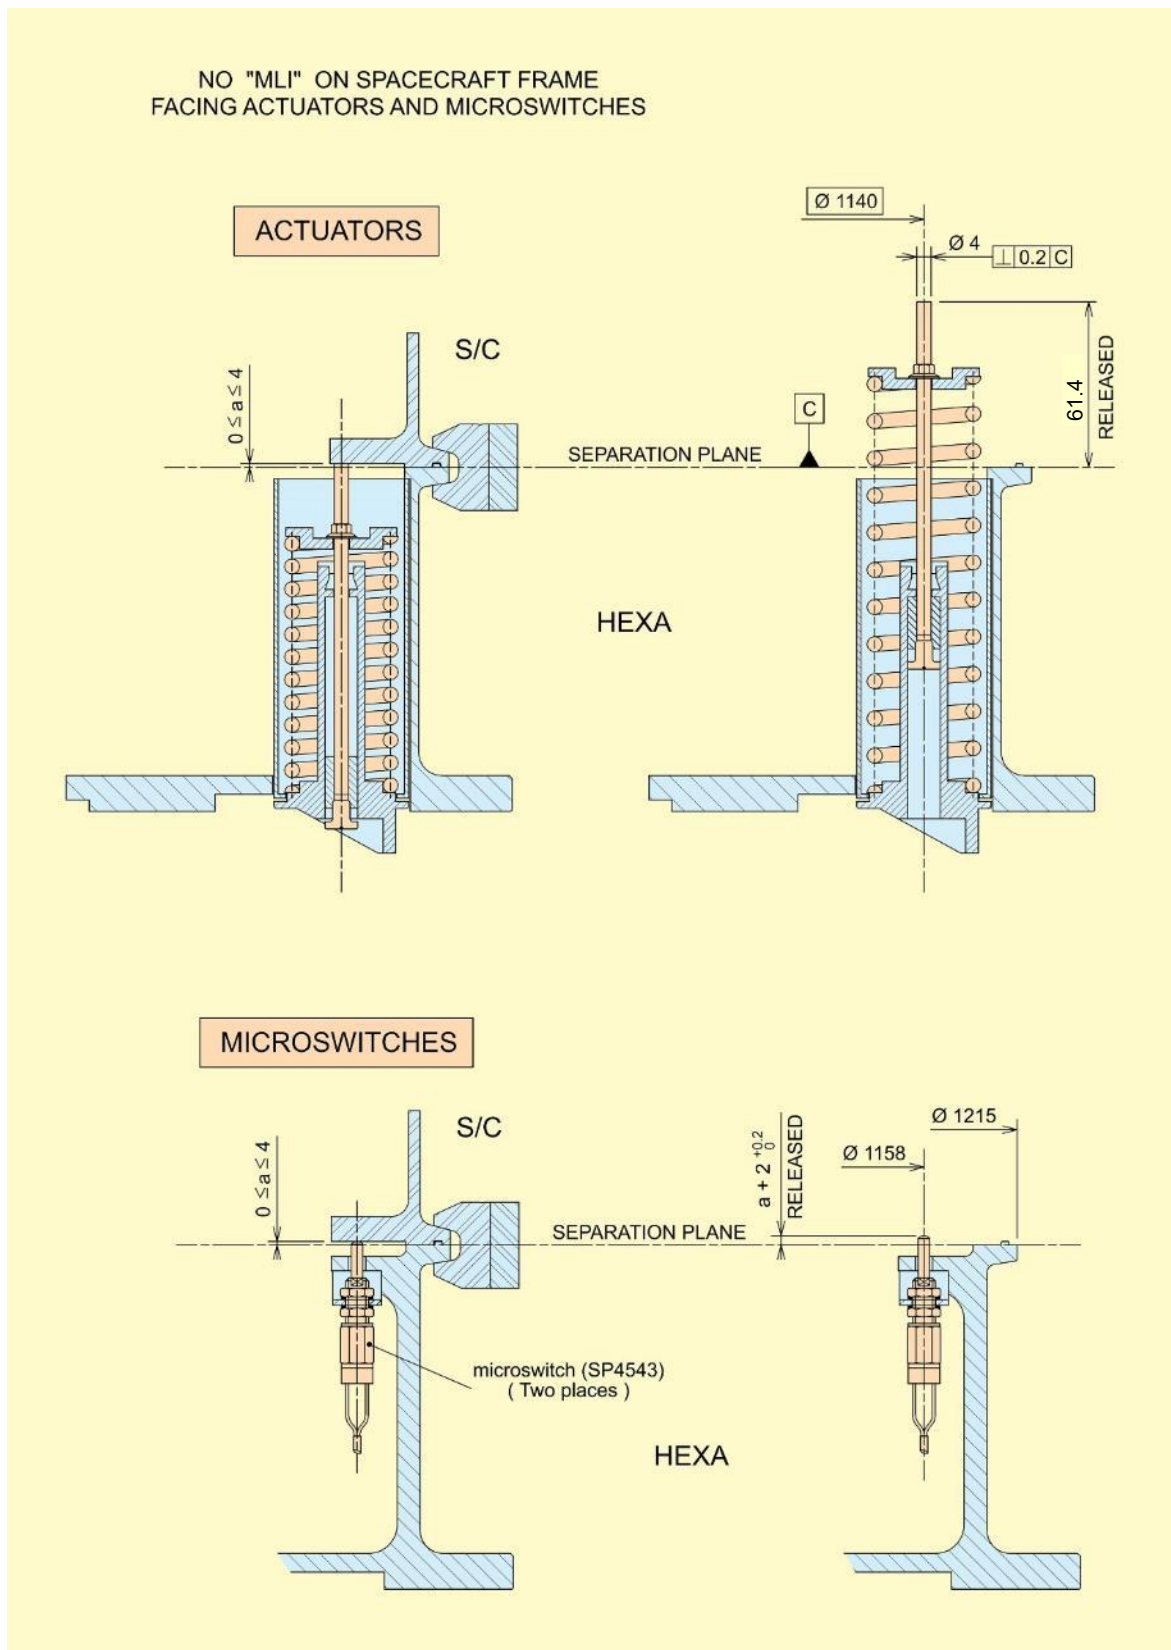 NO "MLI" ON SPACECRAFT FRAME
FACING ACTUATORS AND MICROSWITCHES
ACTUATORS
Ø 1140
Ø 4
⊥ 0.2 C
S/C
0 ≤ a ≤ 4
61.4
RELEASED
C
SEPARATION PLANE
HEXA
MICROSWITCHES
S/C
0 ≤ a ≤ 4
a + 2 +0.2 0
RELEASED
Ø 1215
Ø 1158
SEPARATION PLANE
microswitch (SP4543)
( Two places )
HEXA